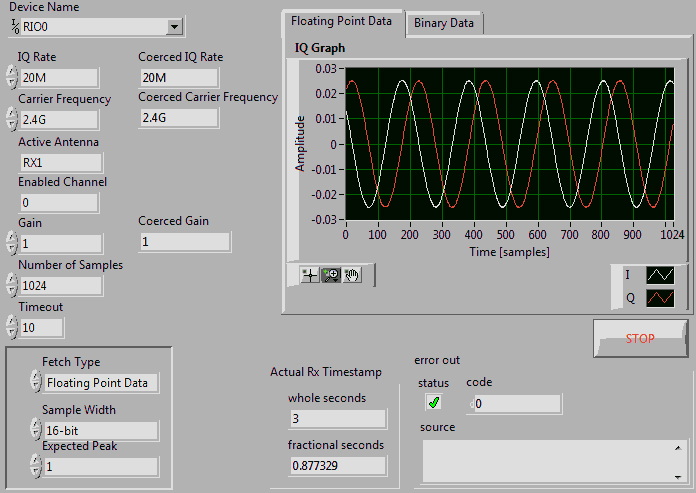 Device Name
I/O RIO0
IQ Rate
20M
Coerced IQ Rate
20M
Carrier Frequency
2.4G
Coerced Carrier Frequency
2.4G
Active Antenna
RX1
Enabled Channel
0
Gain
1
Coerced Gain
1
Number of Samples
1024
Timeout
10
Fetch Type
Floating Point Data
Sample Width
16-bit
Expected Peak
1
Floating Point Data Binary Data
IQ Graph
Amplitude
0.03
0.02
0.01
0
-0.01
-0.02
-0.03
0 100 200 300 400 500 600 700 800 900 1024
Time [samples]
I
Q
STOP
Actual Rx Timestamp
whole seconds
3
fractional seconds
0.877329
error out
status code
d0
source